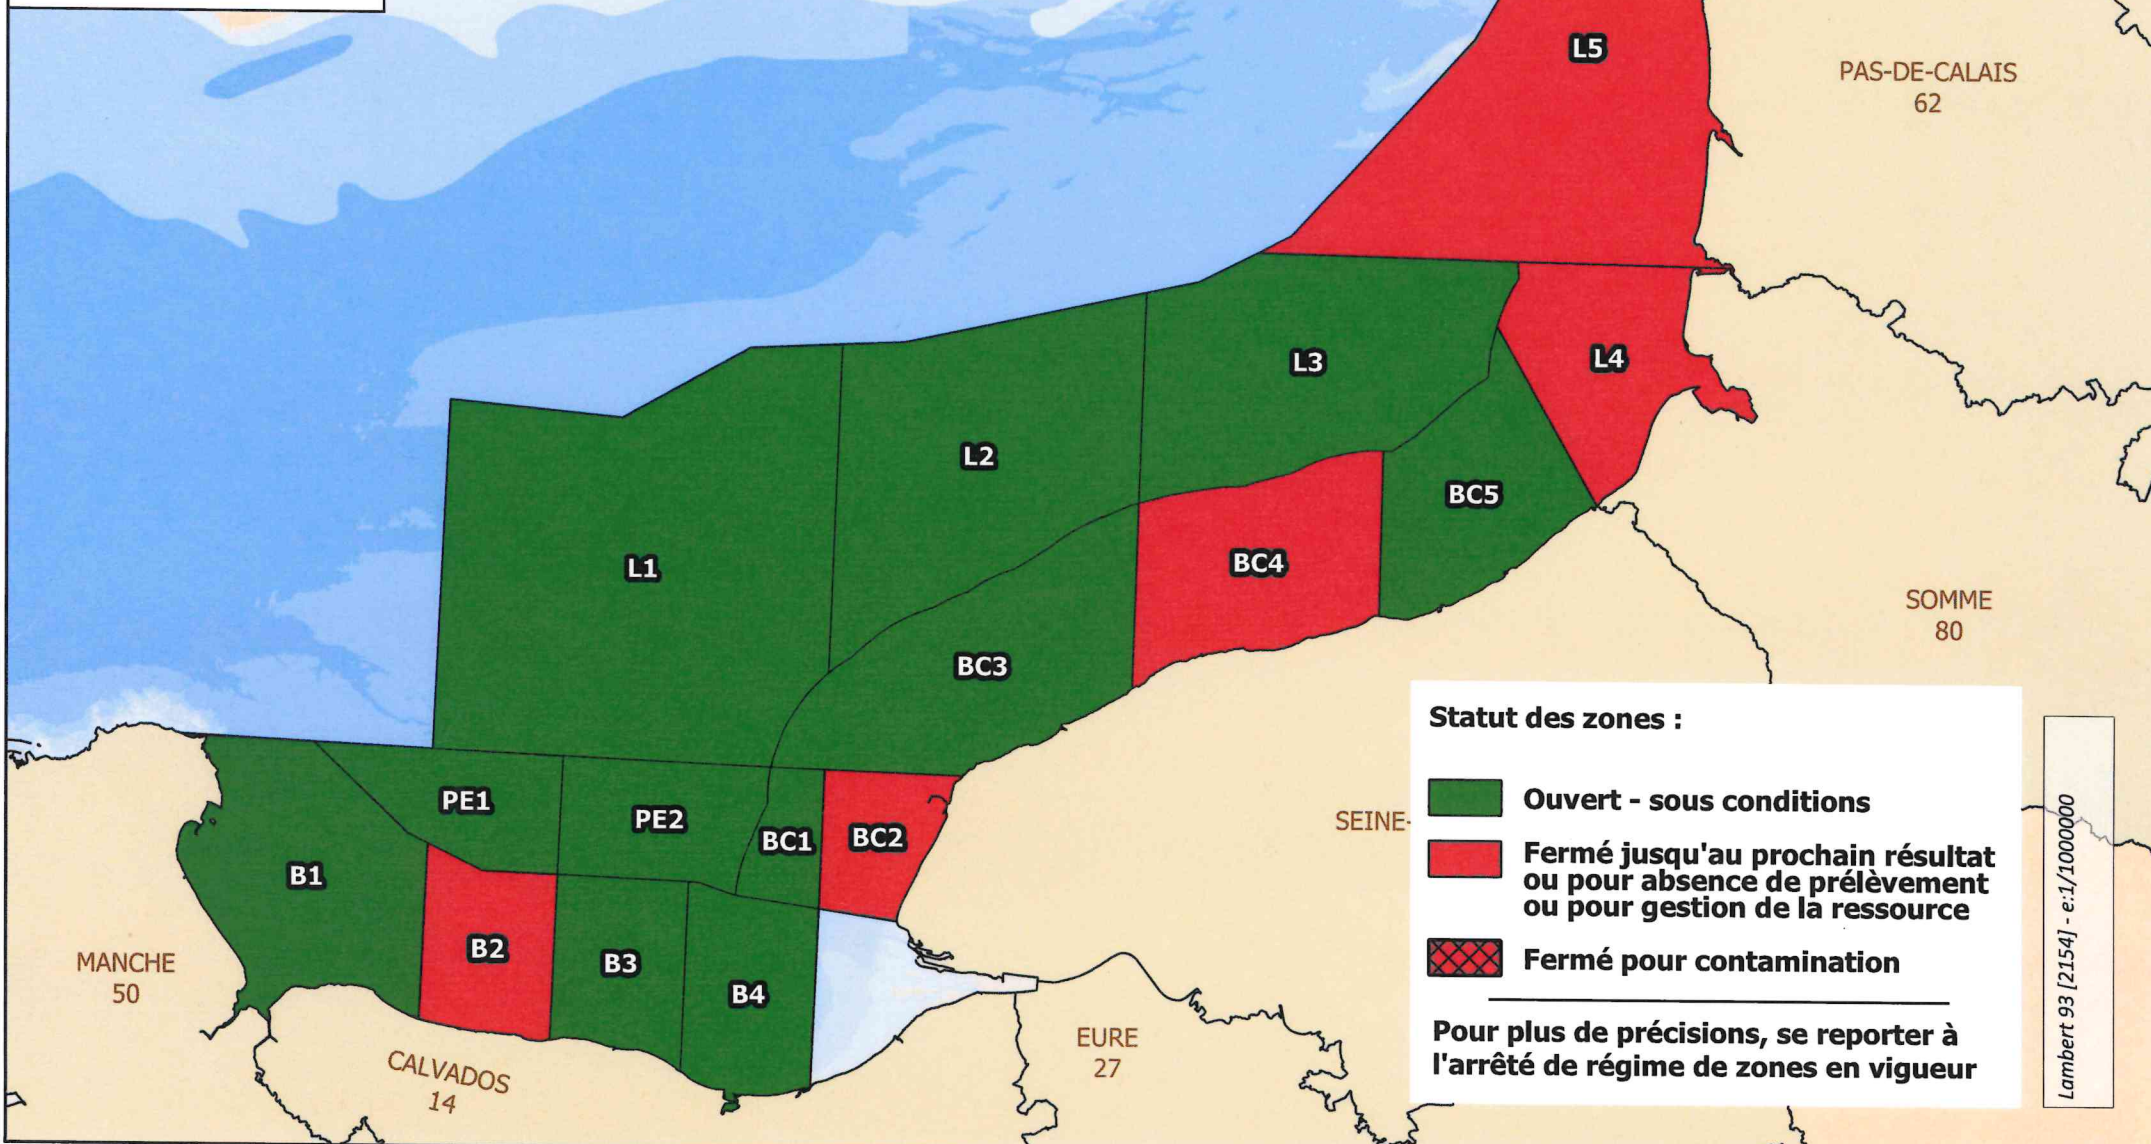 L5
PAS-DE-CALAIS
62
L3
L4
L2
BC5
L1
BC4
SOMME
80
BC3
Statut des zones :
Ouvert - sous conditions
Fermé jusqu'au prochain résultat
ou pour absence de prélèvement
ou pour gestion de la ressource
Fermé pour contamination
Pour plus de précisions, se reporter à
l'arrêté de régime de zones en vigueur
PE1
PE2
BC1
BC2
SEINE-
B1
B2
B3
B4
MANCHE
50
CALVADOS
14
EURE
27
Lambert 93 [2154] - e:1/1000000